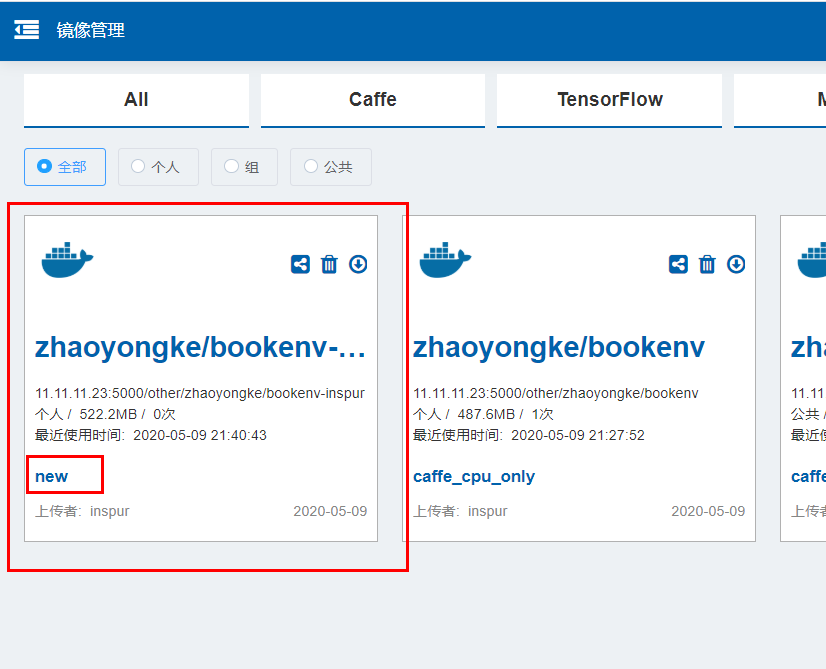 镜像管理
All Caffe TensorFlow
全部 个人 组 公共
zhaoyongke/bookenv-...
11.11.11.23:5000/other/zhaoyongke/bookenv-inspur
个人 / 522.2MB / 0次
最近使用时间: 2020-05-09 21:40:43
new
上传者: inspur 2020-05-09
zhaoyongke/bookenv
11.11.11.23:5000/other/zhaoyongke/bookenv
个人 / 487.6MB / 1次
最近使用时间: 2020-05-09 21:27:52
caffe_cpu_only
上传者: inspur 2020-05-09
zh
11.11
公共 /
最近使
caffe
上传者